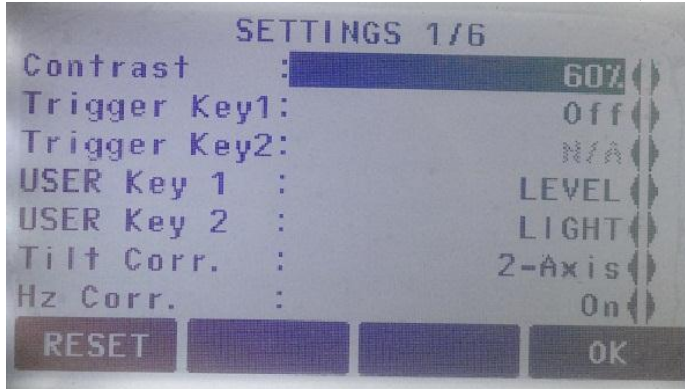 SETTINGS 1/6
Contrast : 60%
Trigger Key1: Off
Trigger Key2: N/A
USER Key 1 : LEVEL
USER Key 2 : LIGHT
Tilt Corr. : 2-Axis
Hz Corr. : On
RESET OK